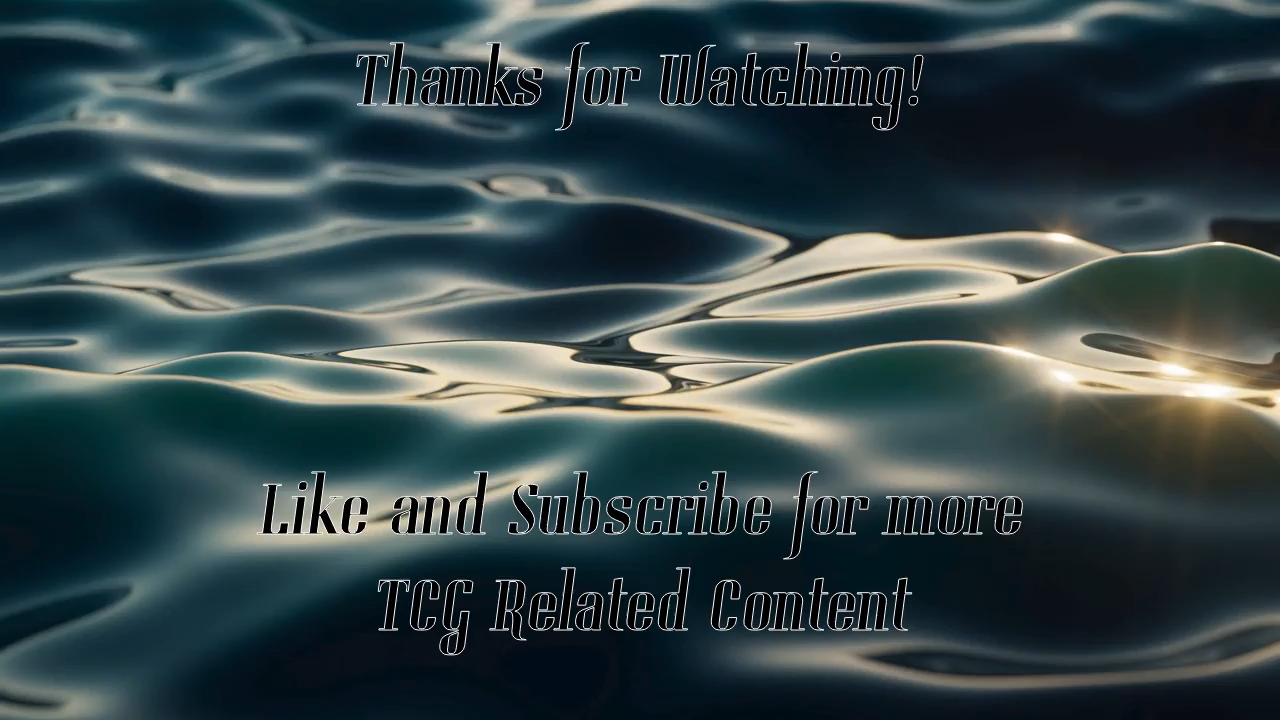 Thanks for Watching!
Like and Subscribe for more
TCG Related Content